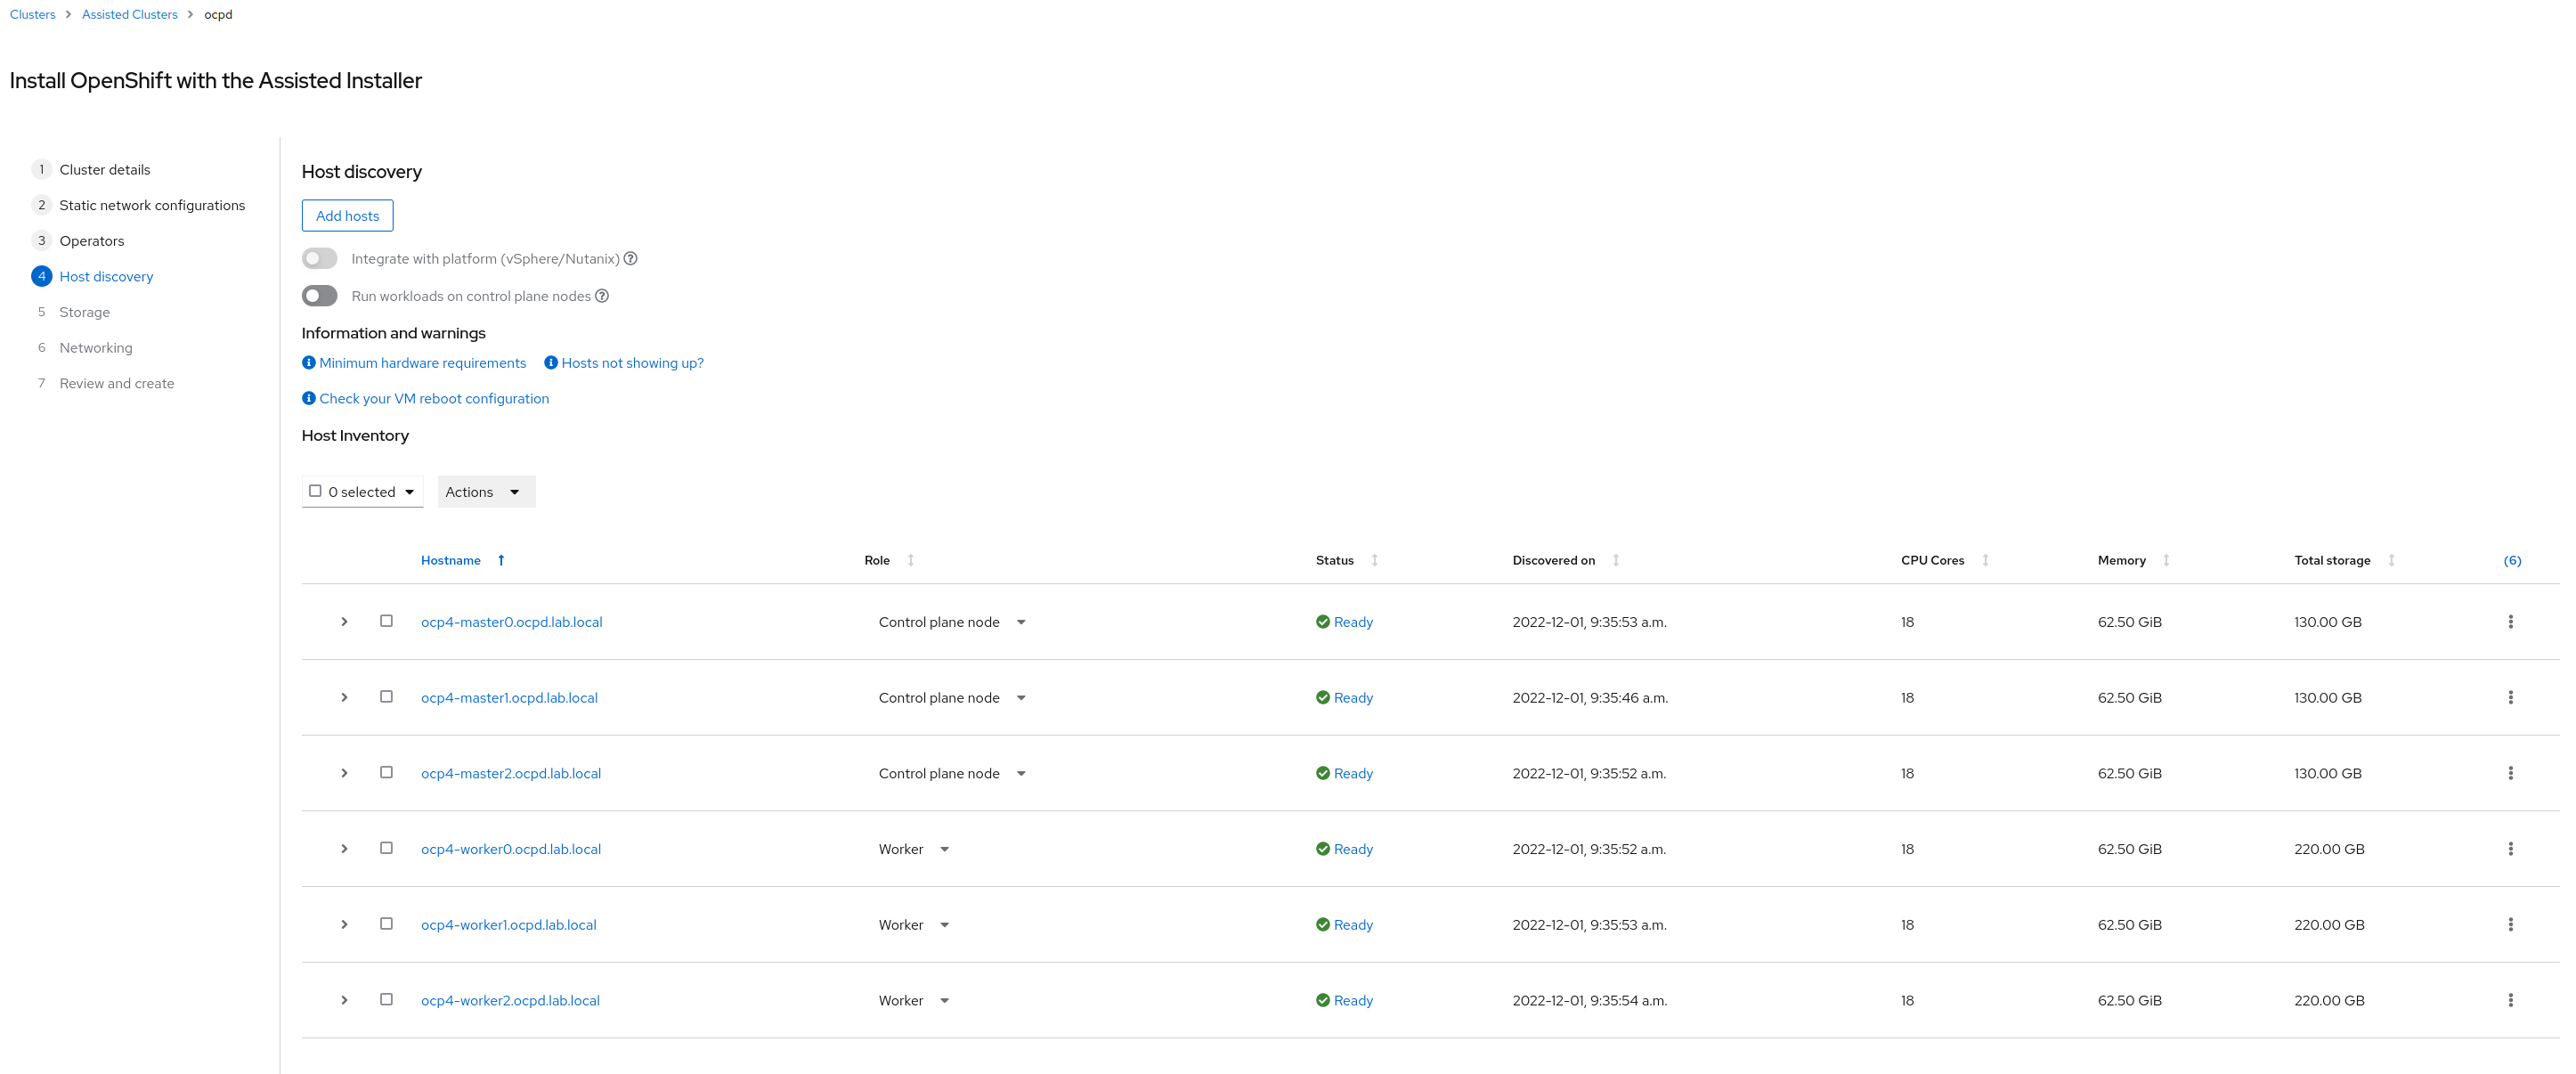 Clusters > Assisted Clusters > ocpd
Install OpenShift with the Assisted Installer
1 Cluster details
2 Static network configurations
3 Operators
4 Host discovery
5 Storage
6 Networking
7 Review and create
Host discovery
Add hosts
Integrate with platform (vSphere/Nutanix)
Run workloads on control plane nodes
Information and warnings
Minimum hardware requirements Hosts not showing up?
Check your VM reboot configuration
Host Inventory
0 selected Actions
Hostname Role Status Discovered on CPU Cores Memory Total storage (6)
ocp4-master0.ocpd.lab.local Control plane node Ready 2022-12-01, 9:35:53 a.m. 18 62.50 GiB 130.00 GB
ocp4-master1.ocpd.lab.local Control plane node Ready 2022-12-01, 9:35:46 a.m. 18 62.50 GiB 130.00 GB
ocp4-master2.ocpd.lab.local Control plane node Ready 2022-12-01, 9:35:52 a.m. 18 62.50 GiB 130.00 GB
ocp4-worker0.ocpd.lab.local Worker Ready 2022-12-01, 9:35:52 a.m. 18 62.50 GiB 220.00 GB
ocp4-worker1.ocpd.lab.local Worker Ready 2022-12-01, 9:35:53 a.m. 18 62.50 GiB 220.00 GB
ocp4-worker2.ocpd.lab.local Worker Ready 2022-12-01, 9:35:54 a.m. 18 62.50 GiB 220.00 GB